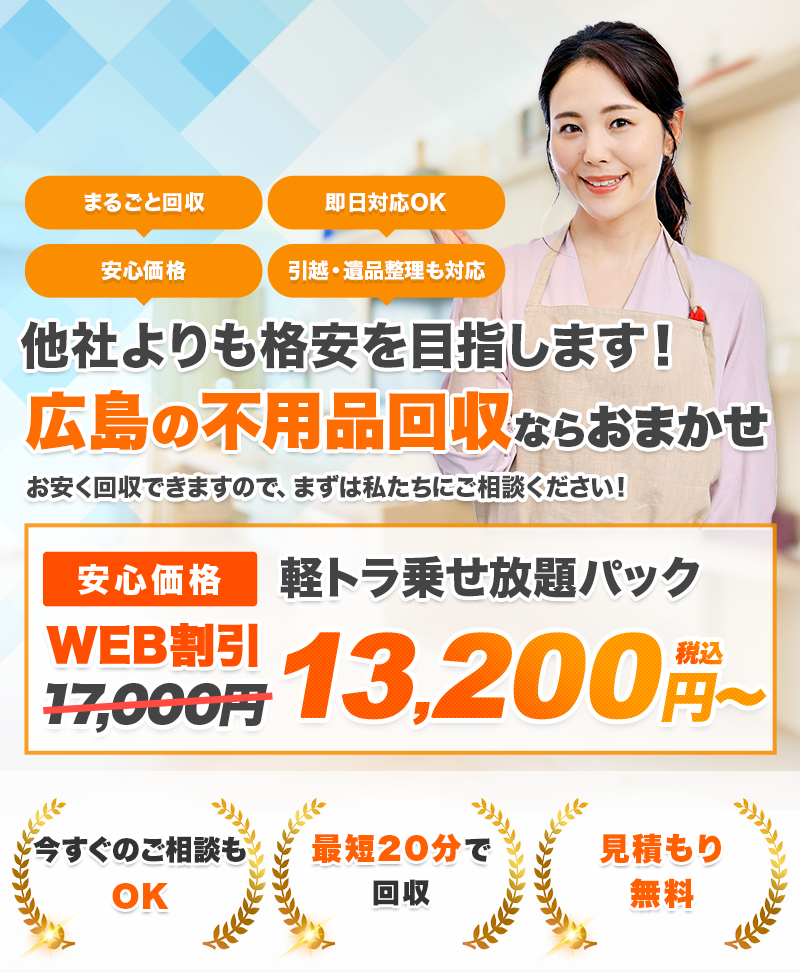 まるごと回収
即日対応OK
安心価格
引越・遺品整理も対応
他社よりも格安を目指します！
広島の不用品回収ならおまかせ
お安く回収できますので、まずは私たちにご相談ください！
安心価格
軽トラ乗せ放題パック
WEB割引
17,000円
13,200円～
税込
今すぐのご相談も
OK
最短20分で
回収
見積もり
無料